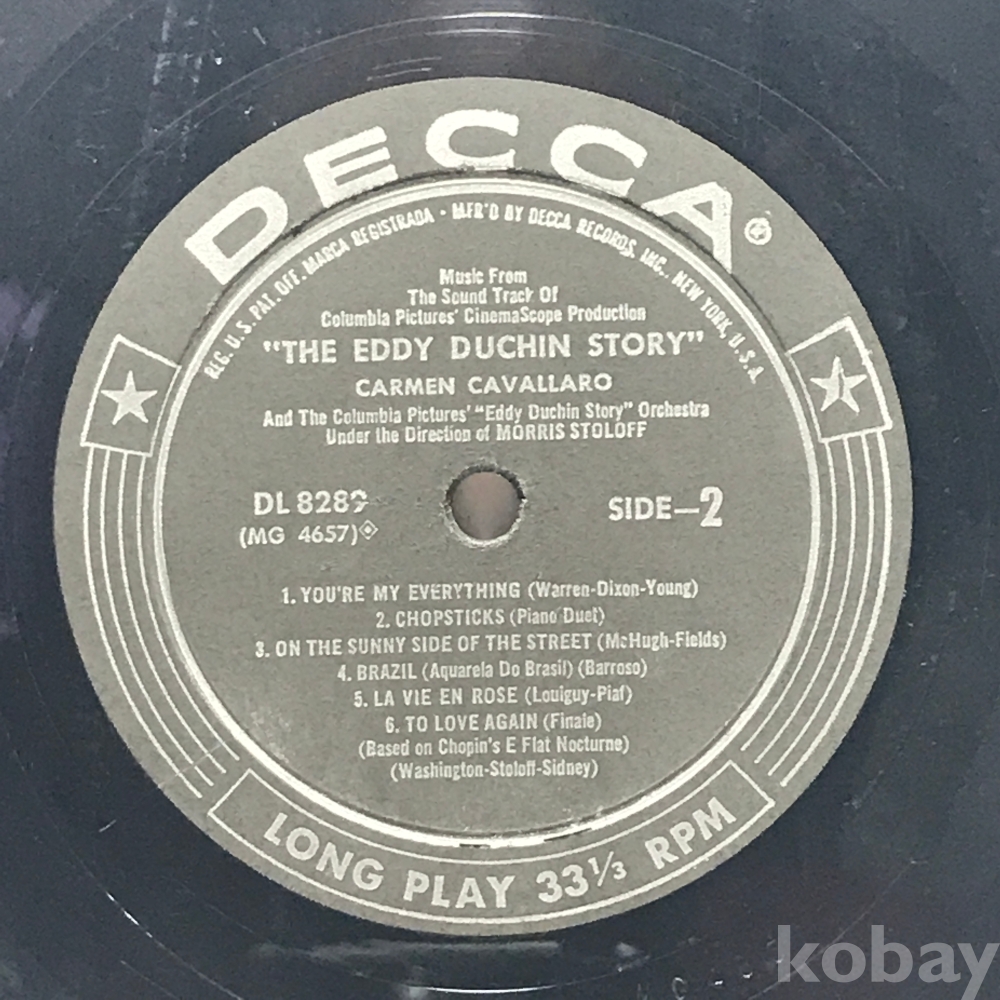 DECCA®
REG. U.S. PAT. OFF. MARCA REGISTRADA • MFR'D BY DECCA RECORDS, INC., NEW YORK, U.S.A.
Music From
The Sound Track Of
Columbia Pictures' CinemaScope Production
"THE EDDY DUCHIN STORY"
CARMEN CAVALLARO
And The Columbia Pictures' "Eddy Duchin Story" Orchestra
Under the Direction of MORRIS STOLOFF
DL 8289
SIDE—2
(MG 4657)
1. YOU'RE MY EVERYTHING (Warren-Dixon-Young)
2. CHOPSTICKS (Piano Duet)
3. ON THE SUNNY SIDE OF THE STREET (McHugh-Fields)
4. BRAZIL (Aquarela Do Brasil) (Barroso)
5. LA VIE EN ROSE (Louiguy-Piaf)
6. TO LOVE AGAIN (Finale)
(Based on Chopin's E Flat Nocturne)
(Washington-Stoloff-Sidney)
LONG PLAY 33⅓ RPM
kobay